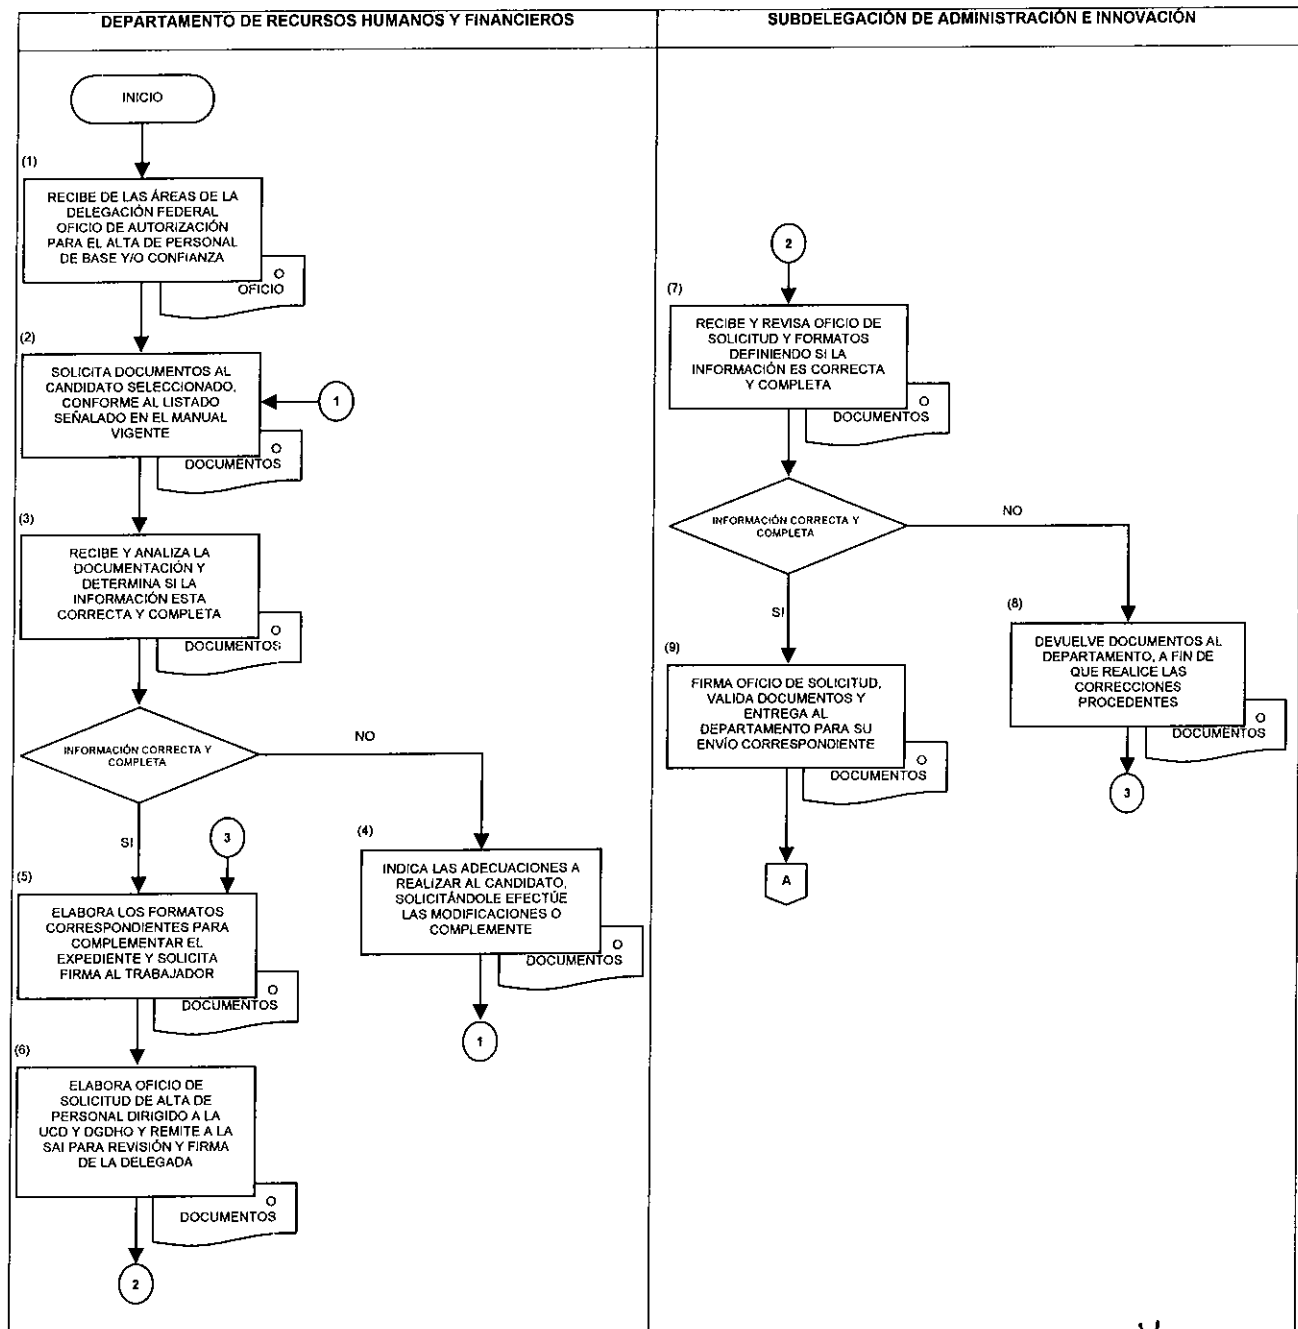 DEPARTAMENTO DE RECURSOS HUMANOS Y FINANCIEROS
INICIO
(1)
RECIBE DE LAS ÁREAS DE LA
DELEGACIÓN FEDERAL
OFICIO DE AUTORIZACIÓN
PARA EL ALTA DE PERSONAL
DE BASE Y/O CONFIANZA
O
OFICIO
(2)
SOLICITA DOCUMENTOS AL
CANDIDATO SELECCIONADO,
CONFORME AL LISTADO
SEÑALADO EN EL MANUAL
VIGENTE
1
O
DOCUMENTOS
(3)
RECIBE Y ANALIZA LA
DOCUMENTACIÓN Y
DETERMINA SI LA
INFORMACIÓN ESTA
CORRECTA Y COMPLETA
O
DOCUMENTOS
INFORMACIÓN CORRECTA Y
COMPLETA
NO
SI
3
(4)
INDICA LAS ADECUACIONES A
REALIZAR AL CANDIDATO,
SOLICITÁNDOLE EFECTÚE
LAS MODIFICACIONES O
COMPLEMENTE
O
DOCUMENTOS
1
(5)
ELABORA LOS FORMATOS
CORRESPONDIENTES PARA
COMPLEMENTAR EL
EXPEDIENTE Y SOLICITA
FIRMA AL TRABAJADOR
O
DOCUMENTOS
(6)
ELABORA OFICIO DE
SOLICITUD DE ALTA DE
PERSONAL DIRIGIDO A LA
UCD Y DGDHO Y REMITE A LA
SAI PARA REVISIÓN Y FIRMA
DE LA DELEGADA
O
DOCUMENTOS
2
SUBDELEGACIÓN DE ADMINISTRACIÓN E INNOVACIÓN
2
(7)
RECIBE Y REVISA OFICIO DE
SOLICITUD Y FORMATOS
DEFINIENDO SI LA
INFORMACIÓN ES CORRECTA
Y COMPLETA
O
DOCUMENTOS
INFORMACIÓN CORRECTA Y
COMPLETA
NO
SI
(8)
DEVUELVE DOCUMENTOS AL
DEPARTAMENTO, A FIN DE
QUE REALICE LAS
CORRECCIONES
PROCEDENTES
O
DOCUMENTOS
3
(9)
FIRMA OFICIO DE SOLICITUD,
VALIDA DOCUMENTOS Y
ENTREGA AL
DEPARTAMENTO PARA SU
ENVÍO CORRESPONDIENTE
O
DOCUMENTOS
A